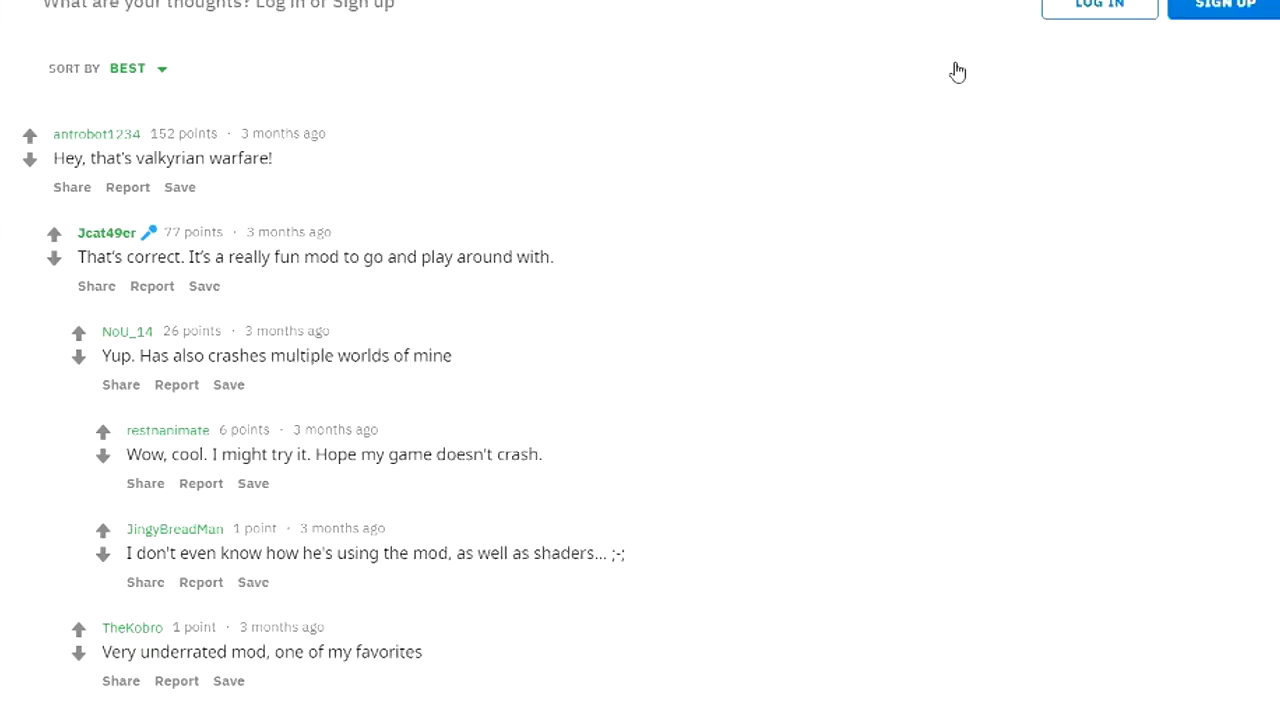 What are your thoughts? Log in or Sign up
LOG IN
SIGN UP
SORT BY BEST
antrobot1234 152 points · 3 months ago
Hey, that's valkyrian warfare!
Share Report Save
Jcat49er 77 points · 3 months ago
That's correct. It's a really fun mod to go and play around with.
Share Report Save
NoU_14 26 points · 3 months ago
Yup. Has also crashes multiple worlds of mine
Share Report Save
restnanimate 6 points · 3 months ago
Wow, cool. I might try it. Hope my game doesn't crash.
Share Report Save
JingyBreadMan 1 point · 3 months ago
I don't even know how he's using the mod, as well as shaders... ;-;
Share Report Save
TheKobro 1 point · 3 months ago
Very underrated mod, one of my favorites
Share Report Save